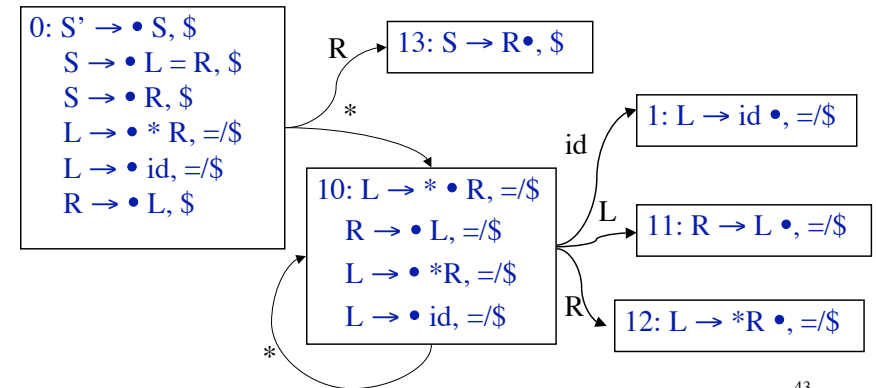 0: S’ → • S, $
S → • L = R, $
S → • R, $
L → • * R, =/$
L → • id, =/$
R → • L, $
R
13: S → R•, $
*
10: L → * • R, =/$
R → • L, =/$
L → • *R, =/$
L → • id, =/$
*
id
1: L → id •, =/$
L
11: R → L •, =/$
R
12: L → *R •, =/$
43